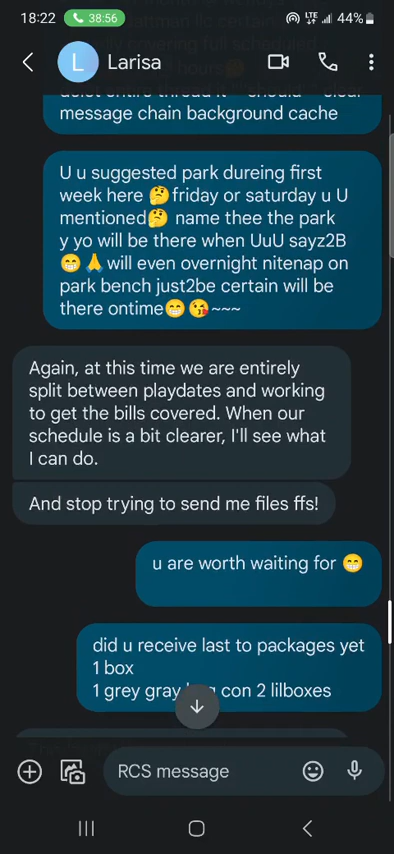 18:22
38:56
LTE
44%
L
Larisa
message chain background cache
U u suggested park dureing first
week here 🤔friday or saturday u U
mentioned🤔 name thee the park
y yo will be there when UuU sayz2B
😁🙏will even overnight nitenap on
park bench just2be certain will be
there ontime😁😘~~~
Again, at this time we are entirely
split between playdates and working
to get the bills covered. When our
schedule is a bit clearer, I'll see what
I can do.
And stop trying to send me files ffs!
u are worth waiting for 😁
did u receive last to packages yet
1 box
1 grey gray con 2 lilboxes
RCS message